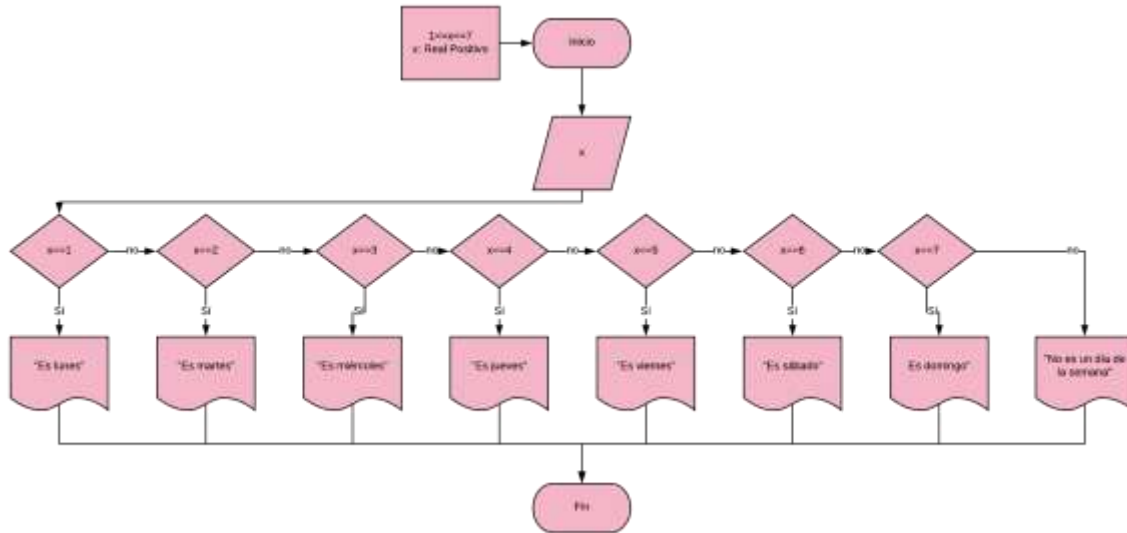 1>=x<=7
x: Real Positivo
Inicio
x
x==1
no
x==2
no
x==3
no
x==4
no
x==5
no
x==6
no
x==7
no
Si
Si
Si
Si
Si
Si
Si
"Es lunes"
"Es martes"
"Es miércoles"
"Es jueves"
"Es viernes"
"Es sábado"
Es domingo"
"No es un día de
la semana"
Fin